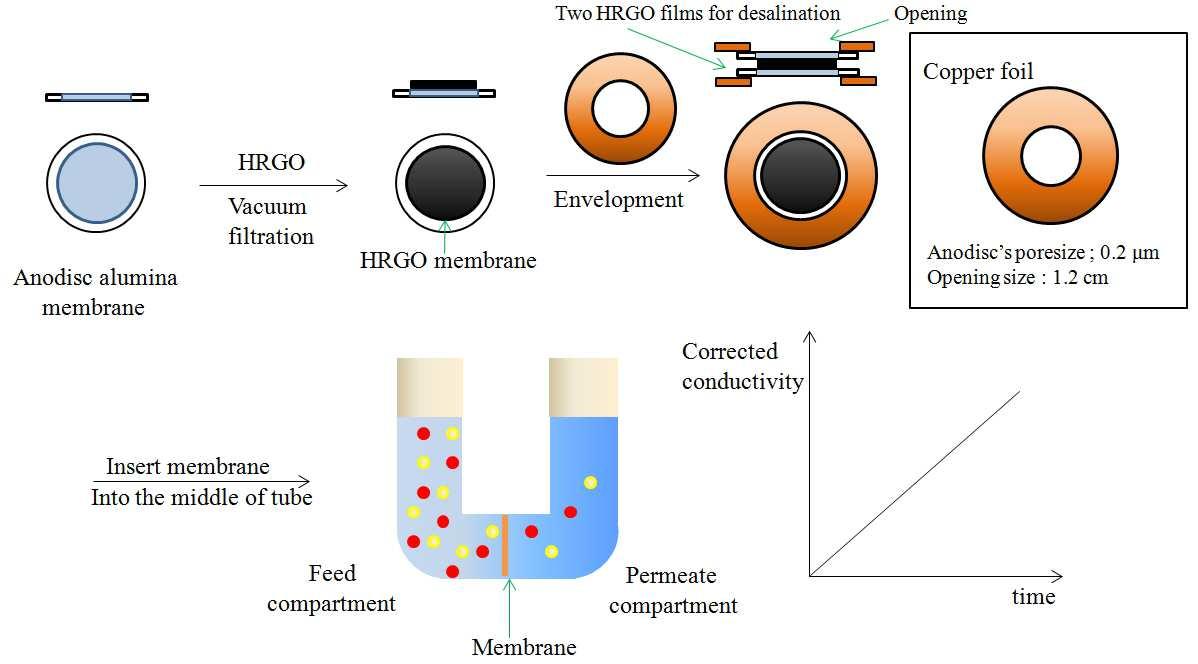 Two HRGO films for desalination
Opening
Copper foil
HRGO
Vacuum
filtration
Envelopment
HRGO membrane
Anodisc alumina
membrane
Anodisc's poresize ; 0.2 μm
Opening size : 1.2 cm
Corrected
conductivity
Insert membrane
Into the middle of tube
Feed
compartment
Permeate
compartment
time
Membrane